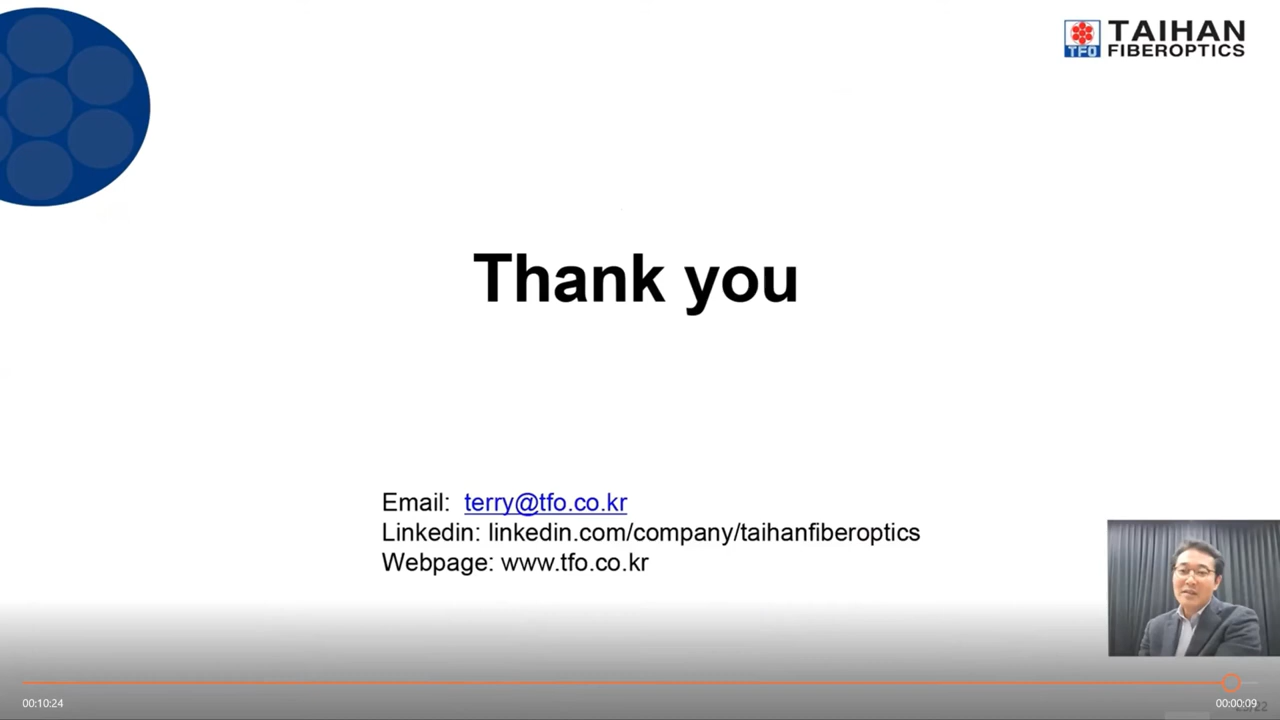 TAIHAN
TFO
FIBEROPTICS
Thank you
Email: terry@tfo.co.kr
Linkedin: linkedin.com/company/taihanfiberoptics
Webpage: www.tfo.co.kr
00:10:24
00:00:09